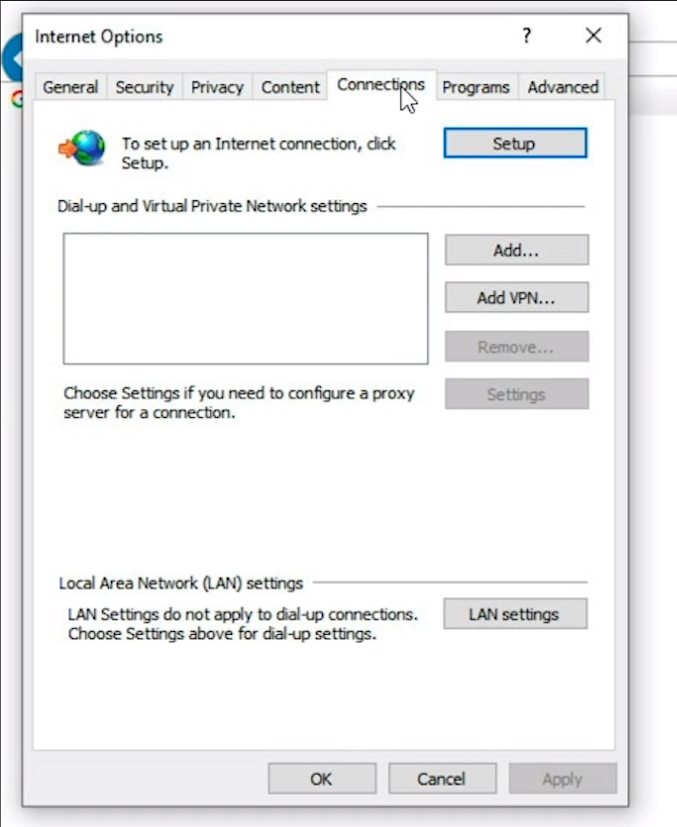 Internet Options
?
General Security Privacy Content Connections Programs Advanced
To set up an Internet connection, click
Setup.
Setup
Dial-up and Virtual Private Network settings
Add...
Add VPN...
Remove...
Choose Settings if you need to configure a proxy
server for a connection.
Settings
Local Area Network (LAN) settings
LAN Settings do not apply to dial-up connections.
Choose Settings above for dial-up settings.
LAN settings
OK Cancel Apply